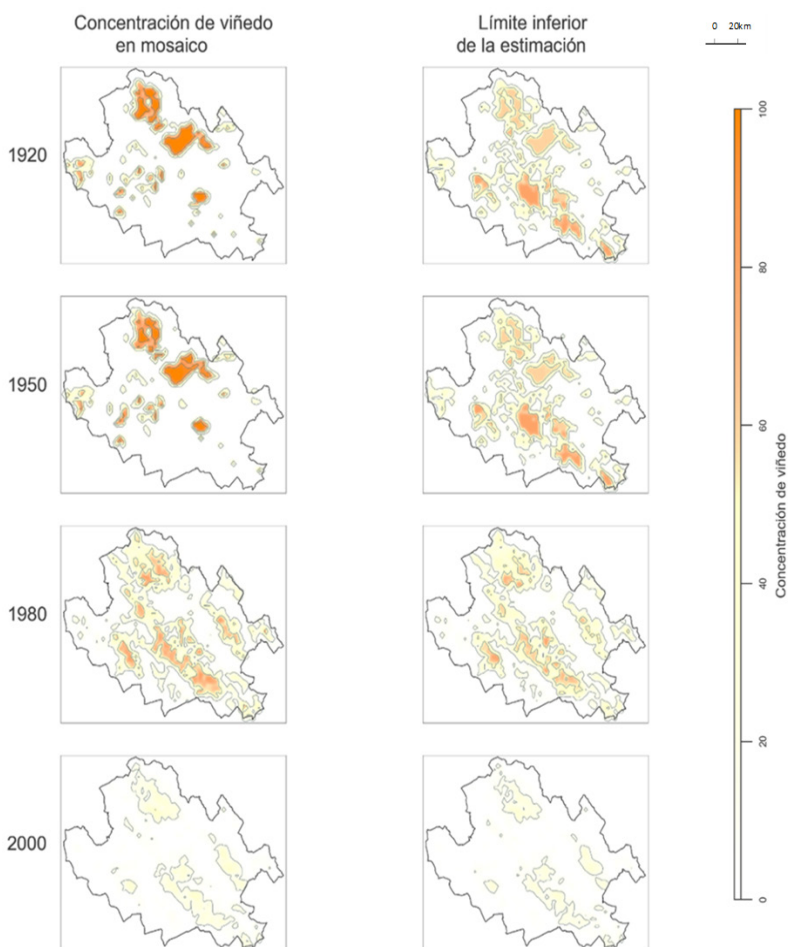 Concentración de viñedo
en mosaico
Límite inferior
de la estimación
0 20km
1920
1950
1980
2000
100
80
60
40
20
0
Concentración de viñedo